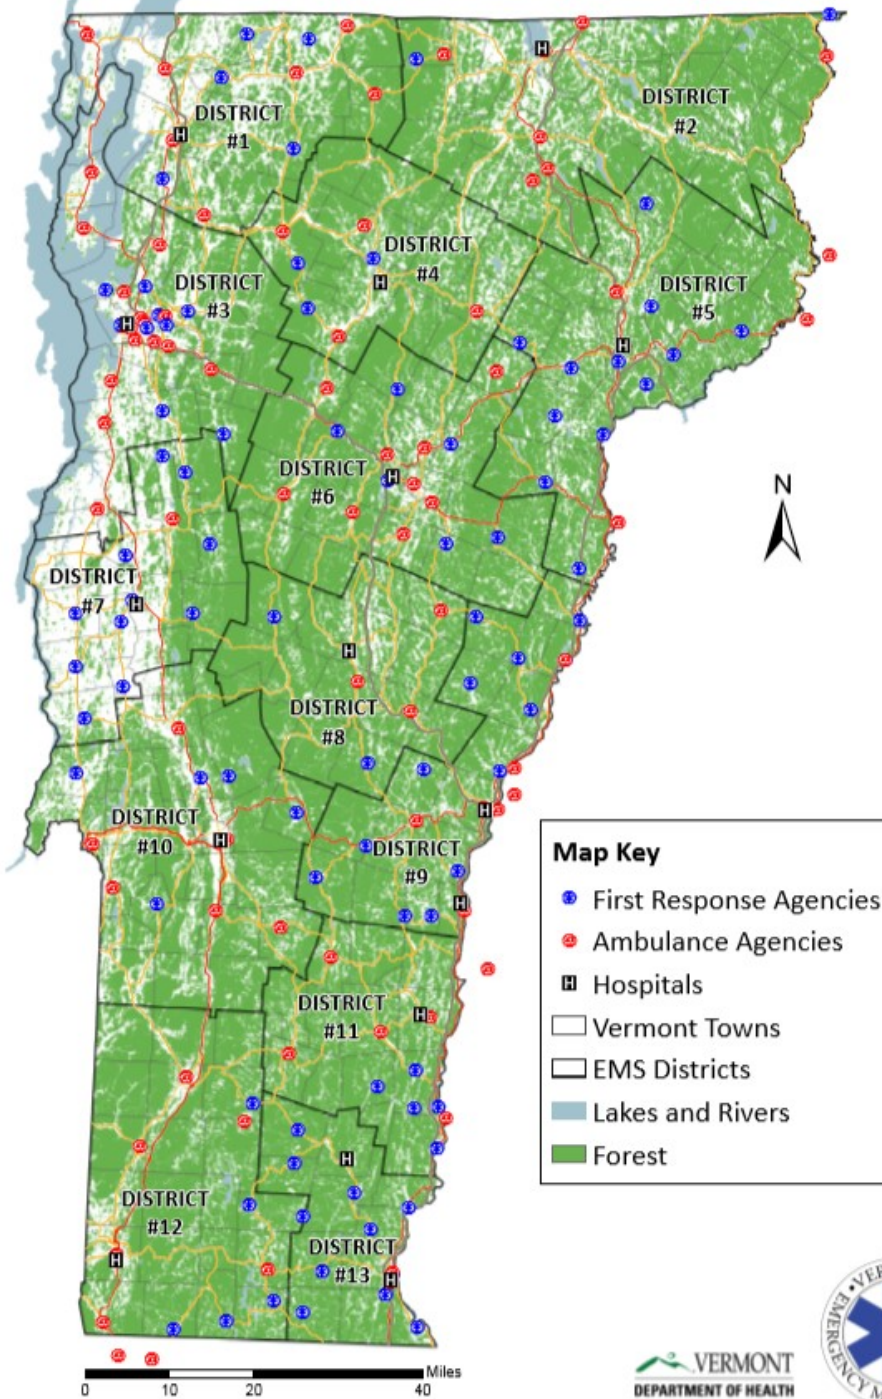 DISTRICT
#1
DISTRICT
#2
DISTRICT
#3
DISTRICT
#4
DISTRICT
#5
DISTRICT
#6
DISTRICT
#7
DISTRICT
#8
DISTRICT
#9
DISTRICT
#10
DISTRICT
#11
DISTRICT
#12
DISTRICT
#13
N
Map Key
First Response Agencies
Ambulance Agencies
H Hospitals
Vermont Towns
EMS Districts
Lakes and Rivers
Forest
0 10 20 40 Miles
VERMONT
DEPARTMENT OF HEALTH